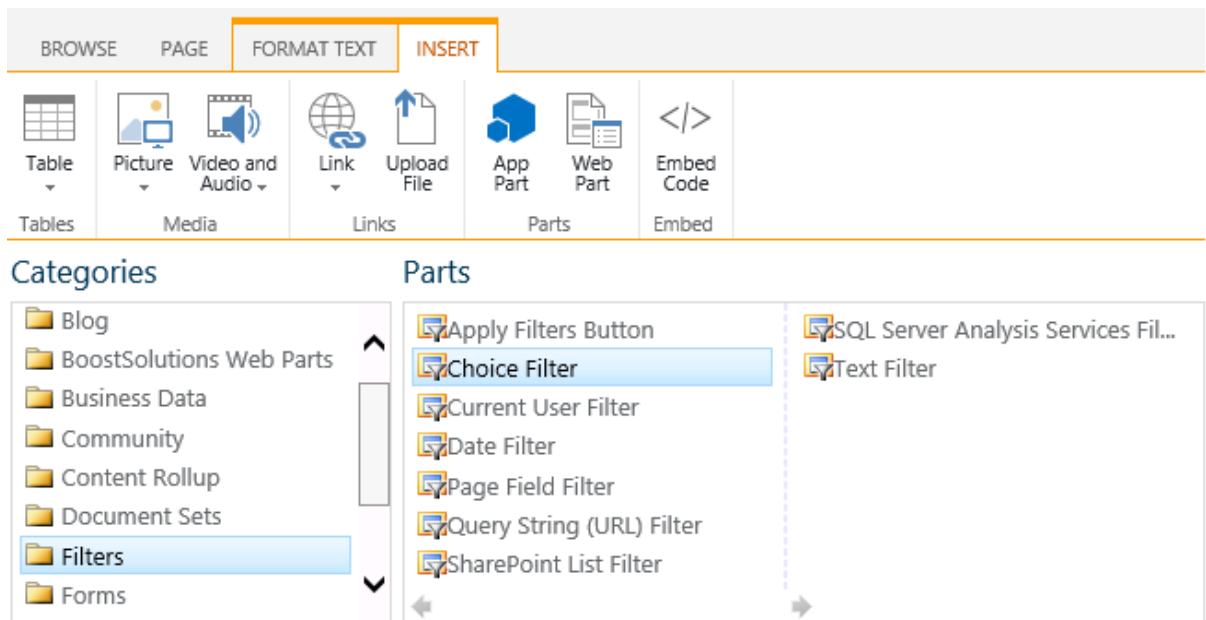 BROWSE PAGE FORMAT TEXT INSERT
Table Picture Video and Audio Link Upload File App Part Web Part </> Embed Code
Tables Media Links Parts Embed
Categories
Blog
BoostSolutions Web Parts
Business Data
Community
Content Rollup
Document Sets
Filters
Forms
Parts
Apply Filters Button
Choice Filter
Current User Filter
Date Filter
Page Field Filter
Query String (URL) Filter
SharePoint List Filter
SQL Server Analysis Services Fil...
Text Filter